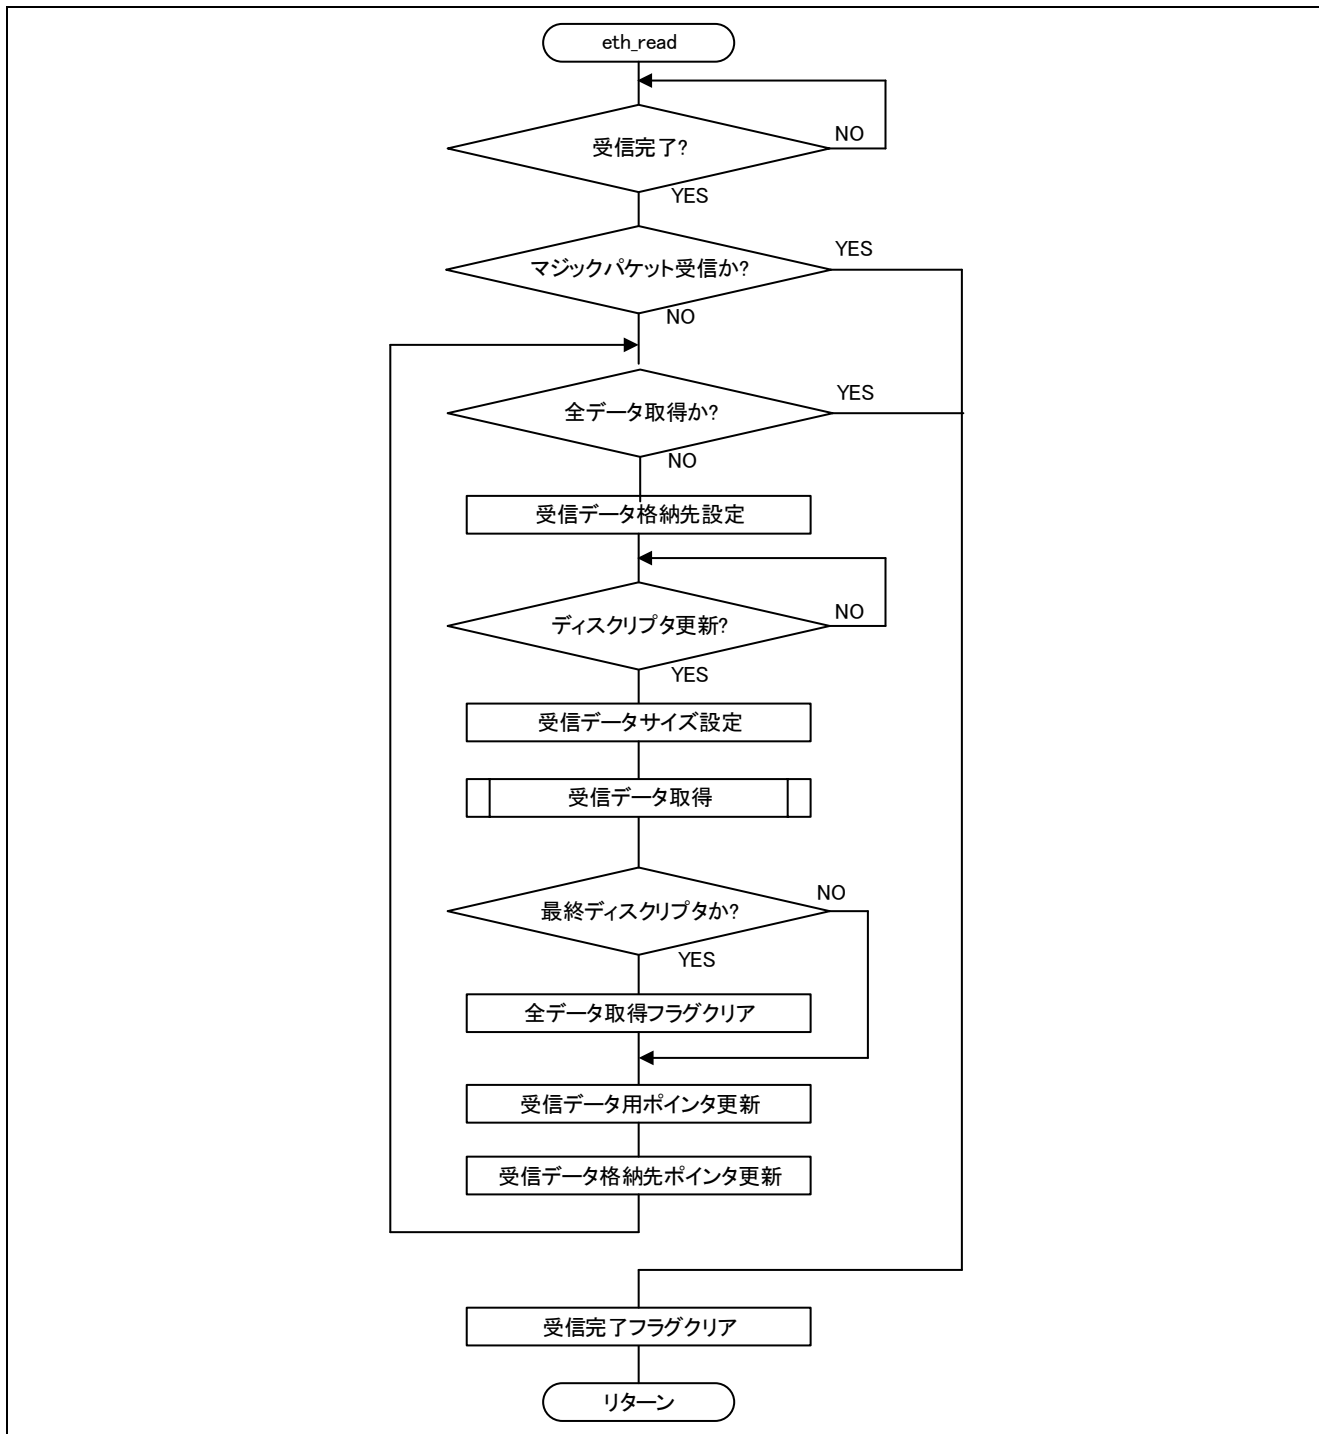 eth_read
受信完了?
NO
YES
マジックパケット受信か?
YES
NO
全データ取得か?
YES
NO
受信データ格納先設定
ディスクリプタ更新?
NO
YES
受信データサイズ設定
受信データ取得
最終ディスクリプタか?
NO
YES
全データ取得フラグクリア
受信データ用ポインタ更新
受信データ格納先ポインタ更新
受信完了フラグクリア
リターン